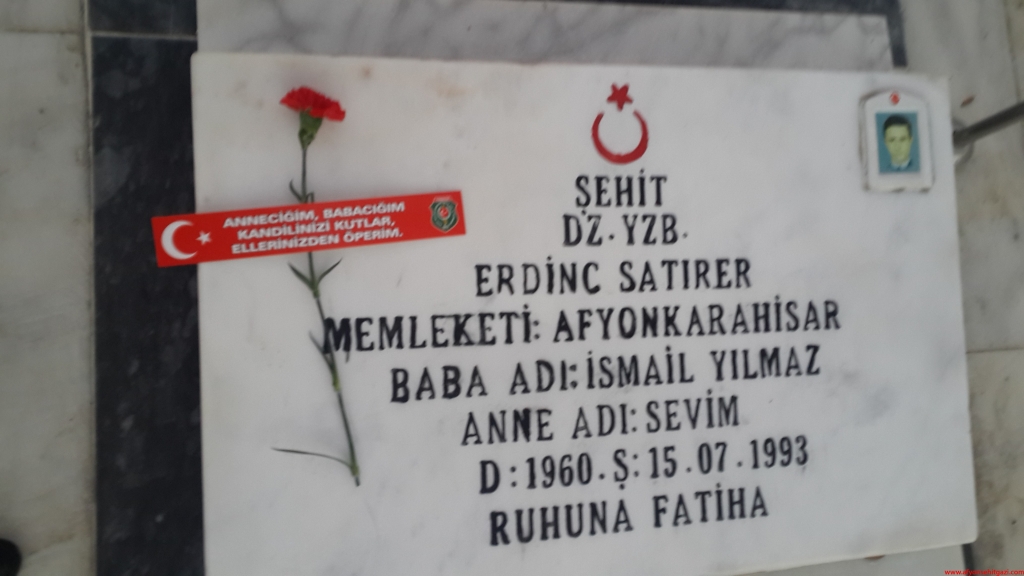 ANNECİĞİM, BABACIĞIM
KANDİLİNİZİ KUTLAR,
ELLERİNİZDEN ÖPERİM.
ŞEHİT
DZ. YZB.
ERDİNC SATIRER
MEMLEKETİ: AFYONKARAHİSAR
BABA ADI: İSMAİL YILMAZ
ANNE ADI: SEVİM
D: 1960. Ş: 15.07.1993
RUHUNA FATİHA